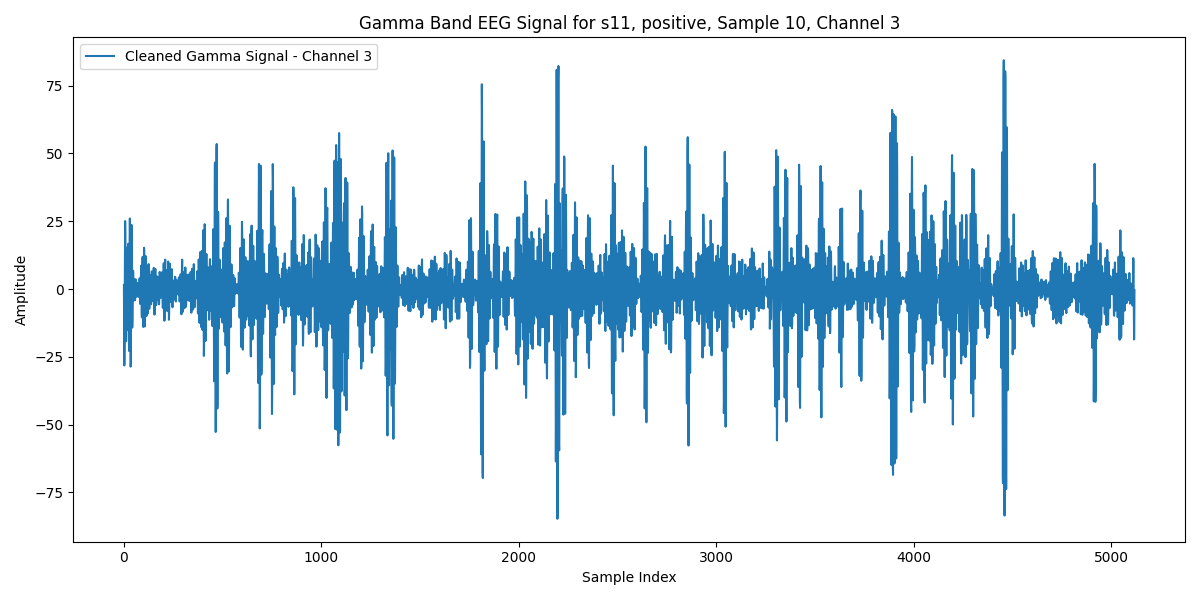 Gamma Band EEG Signal for s11, positive, Sample 10, Channel 3
Cleaned Gamma Signal - Channel 3
75
50
25
0
−25
−50
−75
Amplitude
0 1000 2000 3000 4000 5000
Sample Index